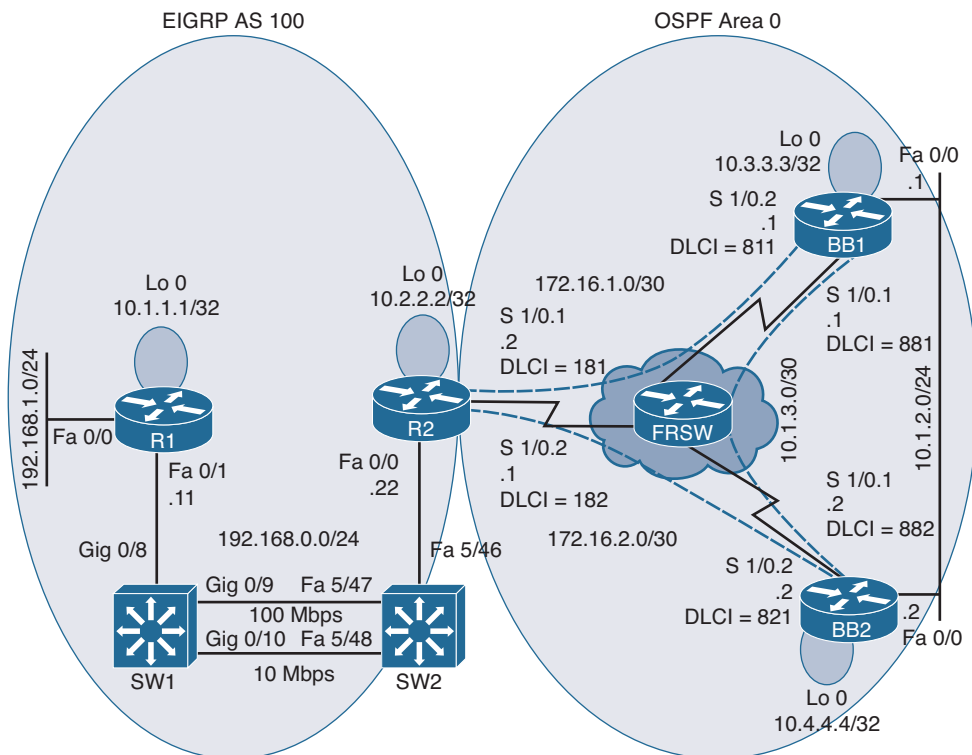 EIGRP AS 100
OSPF Area 0
Lo 0
10.3.3.3/32
Fa 0/0
.1
S 1/0.2
.1
DLCI = 811
BB1
Lo 0
10.1.1.1/32
Lo 0
10.2.2.2/32
172.16.1.0/30
S 1/0.1
.2
DLCI = 181
S 1/0.1
.1
DLCI = 881
192.168.1.0/24
Fa 0/0
R1
R2
FRSW
10.1.3.0/30
10.1.2.0/24
Fa 0/1
.11
Fa 0/0
.22
S 1/0.2
.1
DLCI = 182
S 1/0.1
.2
DLCI = 882
Gig 0/8
192.168.0.0/24
Fa 5/46
172.16.2.0/30
Gig 0/9
Fa 5/47
100 Mbps
Gig 0/10
Fa 5/48
10 Mbps
SW1
SW2
S 1/0.2
.2
DLCI = 821
BB2
.2
Fa 0/0
Lo 0
10.4.4.4/32